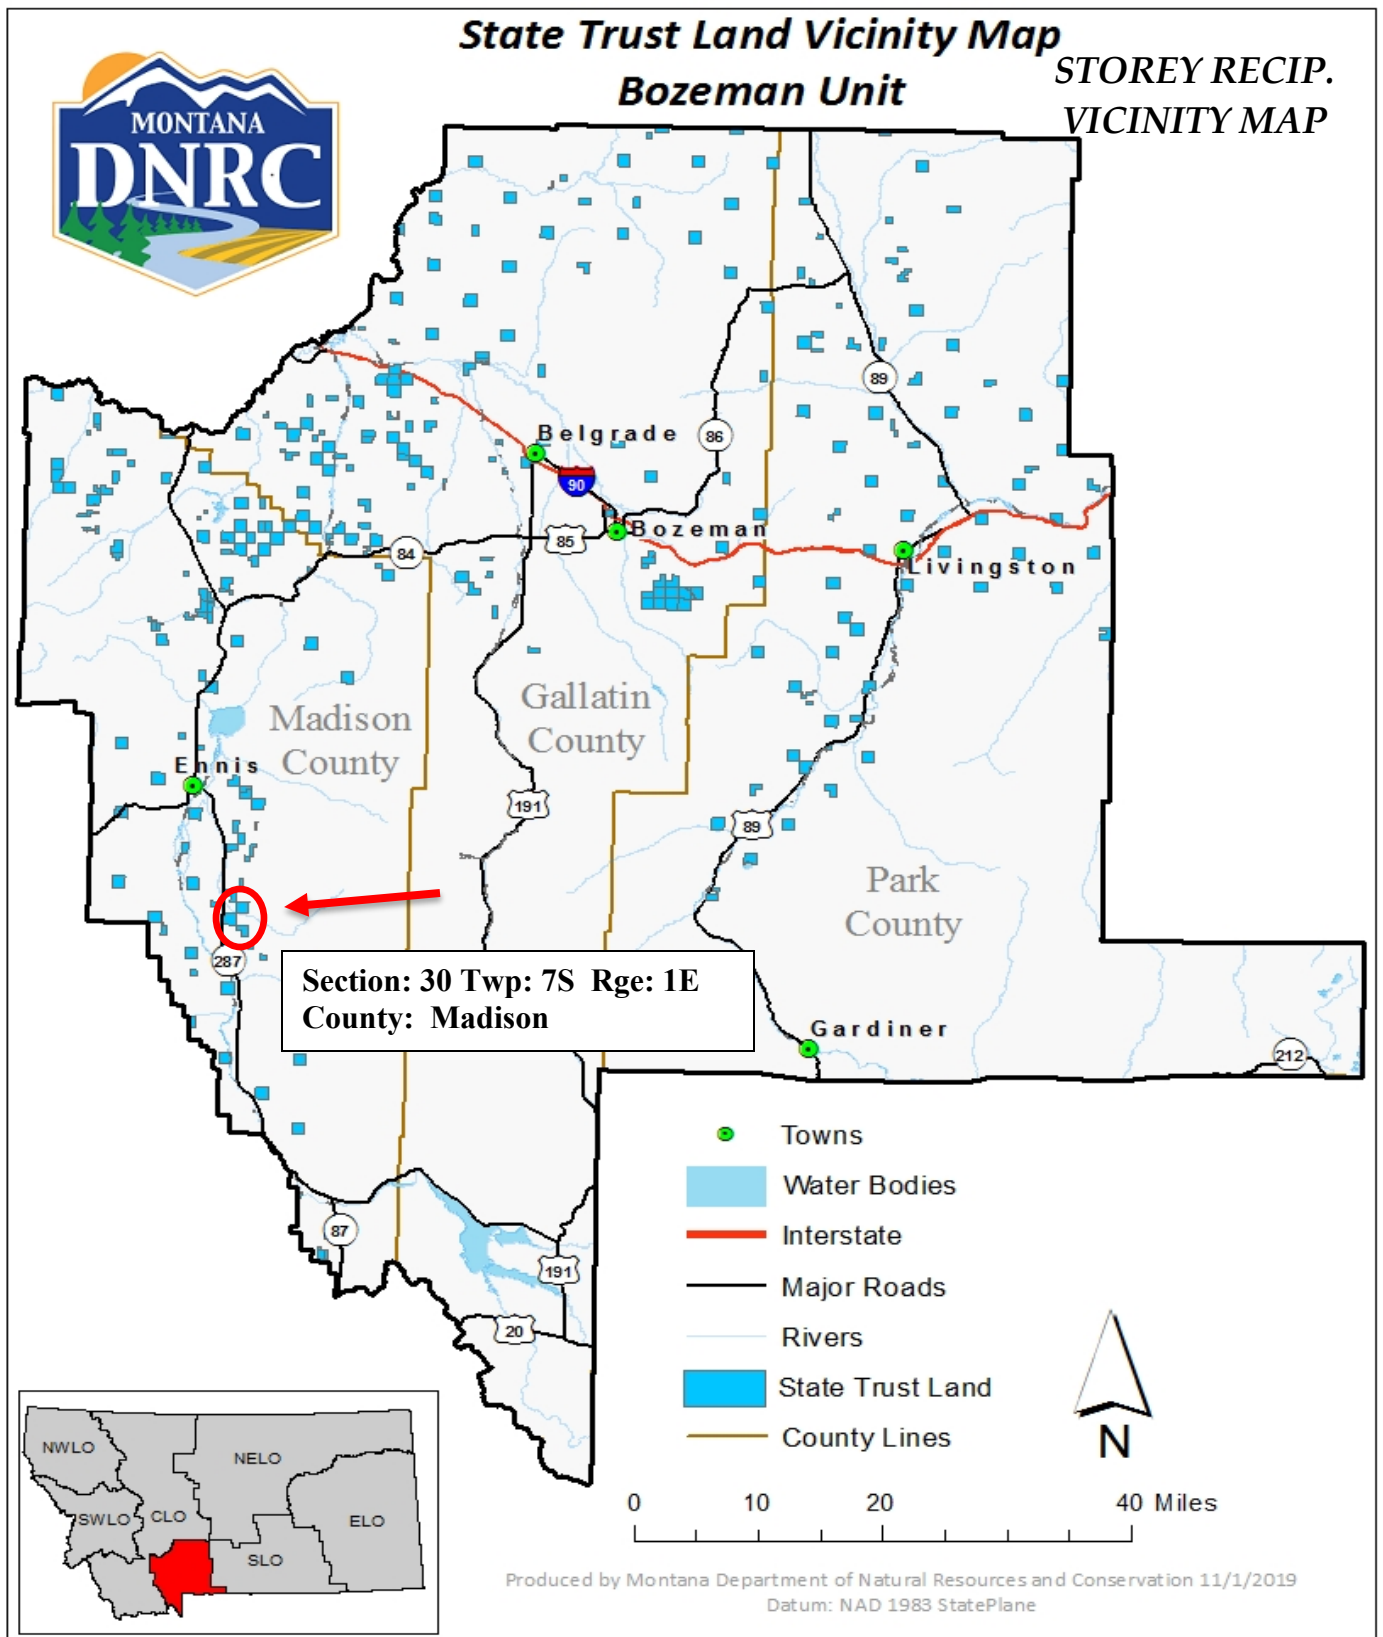 State Trust Land Vicinity Map
Bozeman Unit
STOREY RECIP.
VICINITY MAP
MONTANA
DNRC
89
Belgrade
86
90
Bozeman
85
84
Livingston
Gallatin
County
Madison
County
Ennis
191
89
Park
County
287
Section: 30 Twp: 7S Rge: 1E
County: Madison
Gardiner
212
87
191
20
Towns
Water Bodies
Interstate
Major Roads
Rivers
State Trust Land
County Lines
N
0 10 20 40 Miles
NWLO
NELO
SWLO
CLO
ELO
SLO
Produced by Montana Department of Natural Resources and Conservation 11/1/2019
Datum: NAD 1983 StatePlane